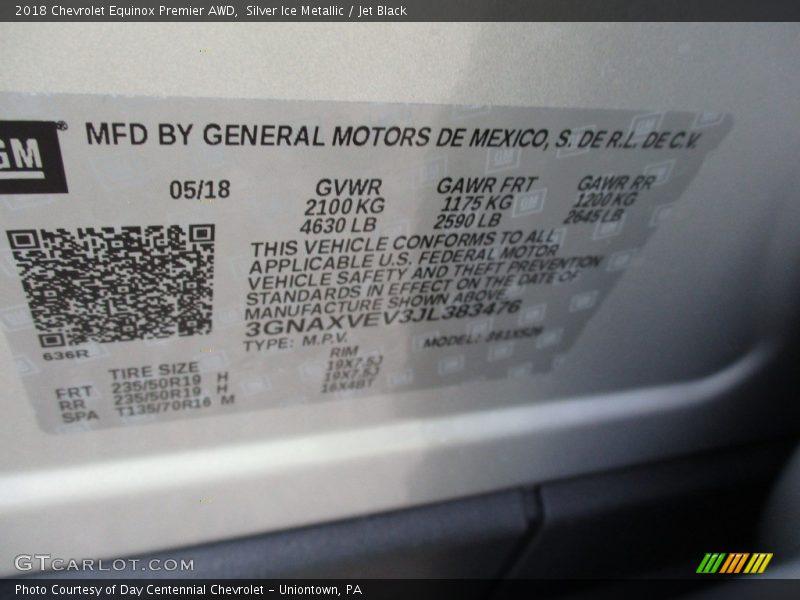 2018 Chevrolet Equinox Premier AWD,  Silver Ice Metallic / Jet Black
GM®
MFD BY GENERAL MOTORS DE MEXICO, S. DE R.L. DE C.V.
05/18 GVWR GAWR FRT GAWR RR
2100 KG 1175 KG 1200 KG
4630 LB 2590 LB 2645 LB
THIS VEHICLE CONFORMS TO ALL
APPLICABLE U.S. FEDERAL MOTOR
VEHICLE SAFETY AND THEFT PREVENTION
STANDARDS IN EFFECT ON THE DATE OF
MANUFACTURE SHOWN ABOVE.
3GNAXVEV3JL383476
636R TYPE: M.P.V. MODEL: 261XS26
TIRE SIZE RIM
FRT 235/50R19 H 19X7.5J
RR 235/50R19 H 19X7.5J
SPA T135/70R16 M 16X4BT
GTCARLOT.COM
Photo Courtesy of Day Centennial Chevrolet - Uniontown, PA